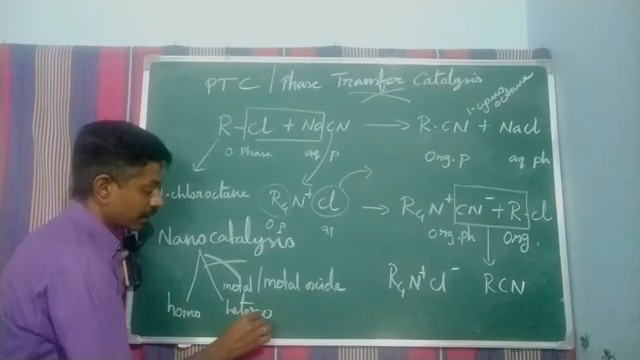 PTC / Phase Transfer Catalysis
R-Cl + NaCN → R-CN + NaCl
1-cyano octane
O.Phase aq p Org.p aq ph
1-chloroctane
R4N+ Cl → R4N+ CN- + R-Cl
O p aq Org ph Org.
Nanocatalysis
R4N+Cl- RCN
metal/metal oxide
homo hetero